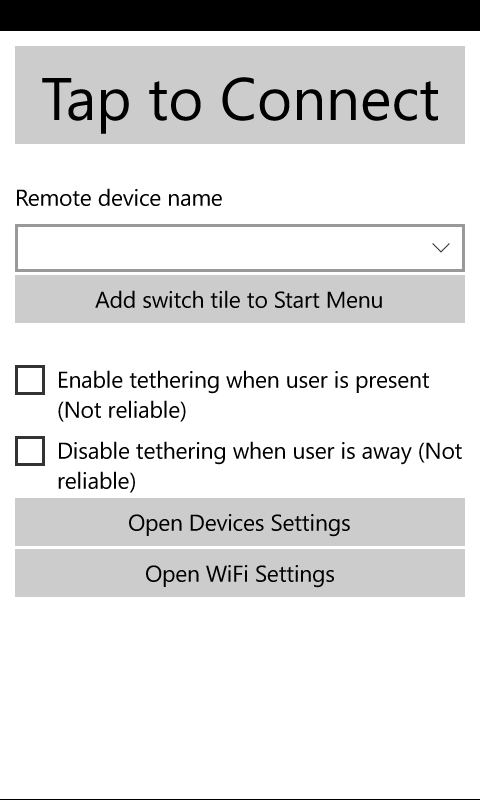 Tap to Connect
Remote device name
Add switch tile to Start Menu
Enable tethering when user is present
(Not reliable)
Disable tethering when user is away (Not
reliable)
Open Devices Settings
Open WiFi Settings